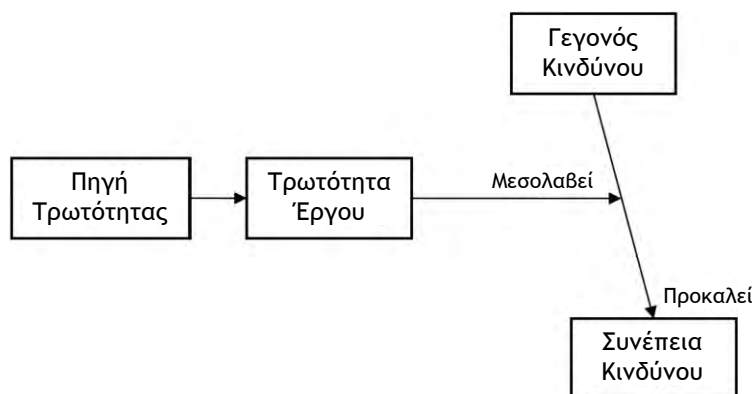 Γεγονός
Κινδύνου
Πηγή
Τρωτότητας
Τρωτότητα
Έργου
Μεσολαβεί
Προκαλεί
Συνέπεια
Κινδύνου